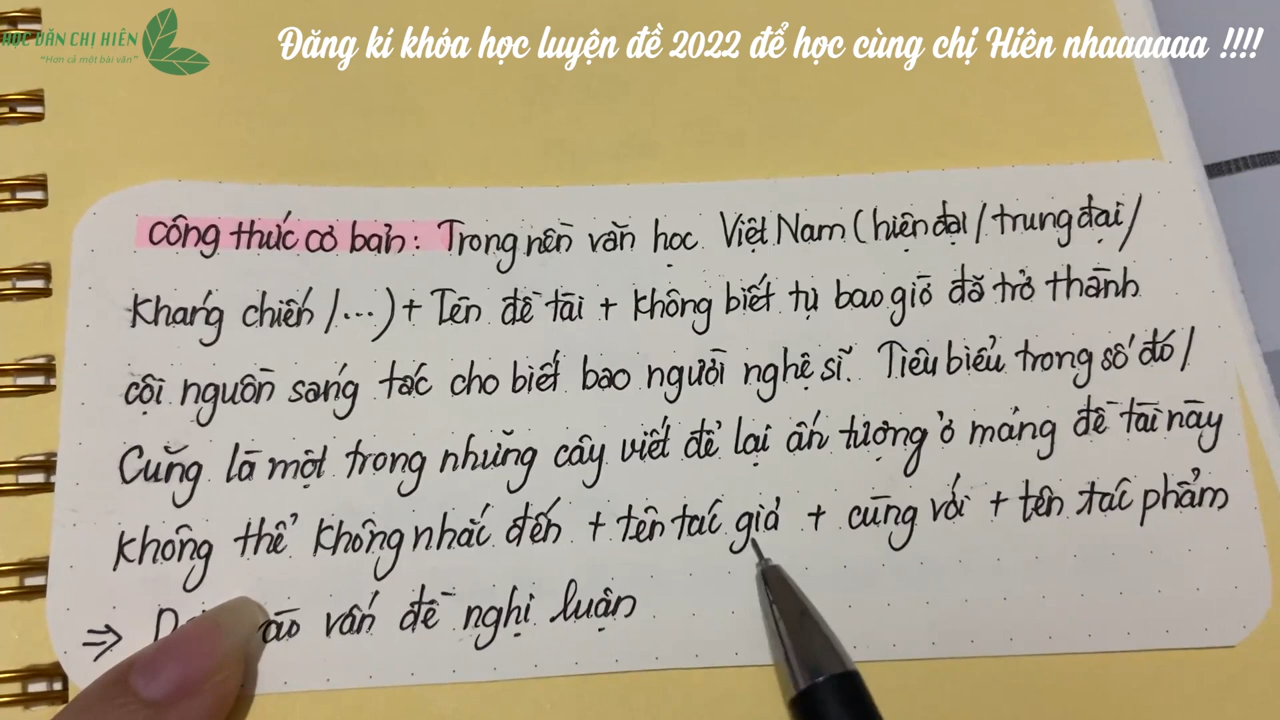 HỌC VĂN CHỊ HIÊN
"Hơn cả một bài văn"
Đăng kí khóa học luyện đề 2022 để học cùng chị Hiên nhaaaaaa !!!!
công thức cơ bản: Trong nền văn học Việt Nam (hiện đại / trung đại /
kháng chiến /...) + Tên đề tài + không biết tự bao giờ đã trở thành
cội nguồn sáng tác cho biết bao người nghệ sĩ. Tiêu biểu trong số đó /
Cũng là một trong những cây viết để lại ấn tượng ở mảng đề tài này
không thể không nhắc đến + tên tác giả + cùng với + tên tác phẩm
⇒ vấn đề nghị luận